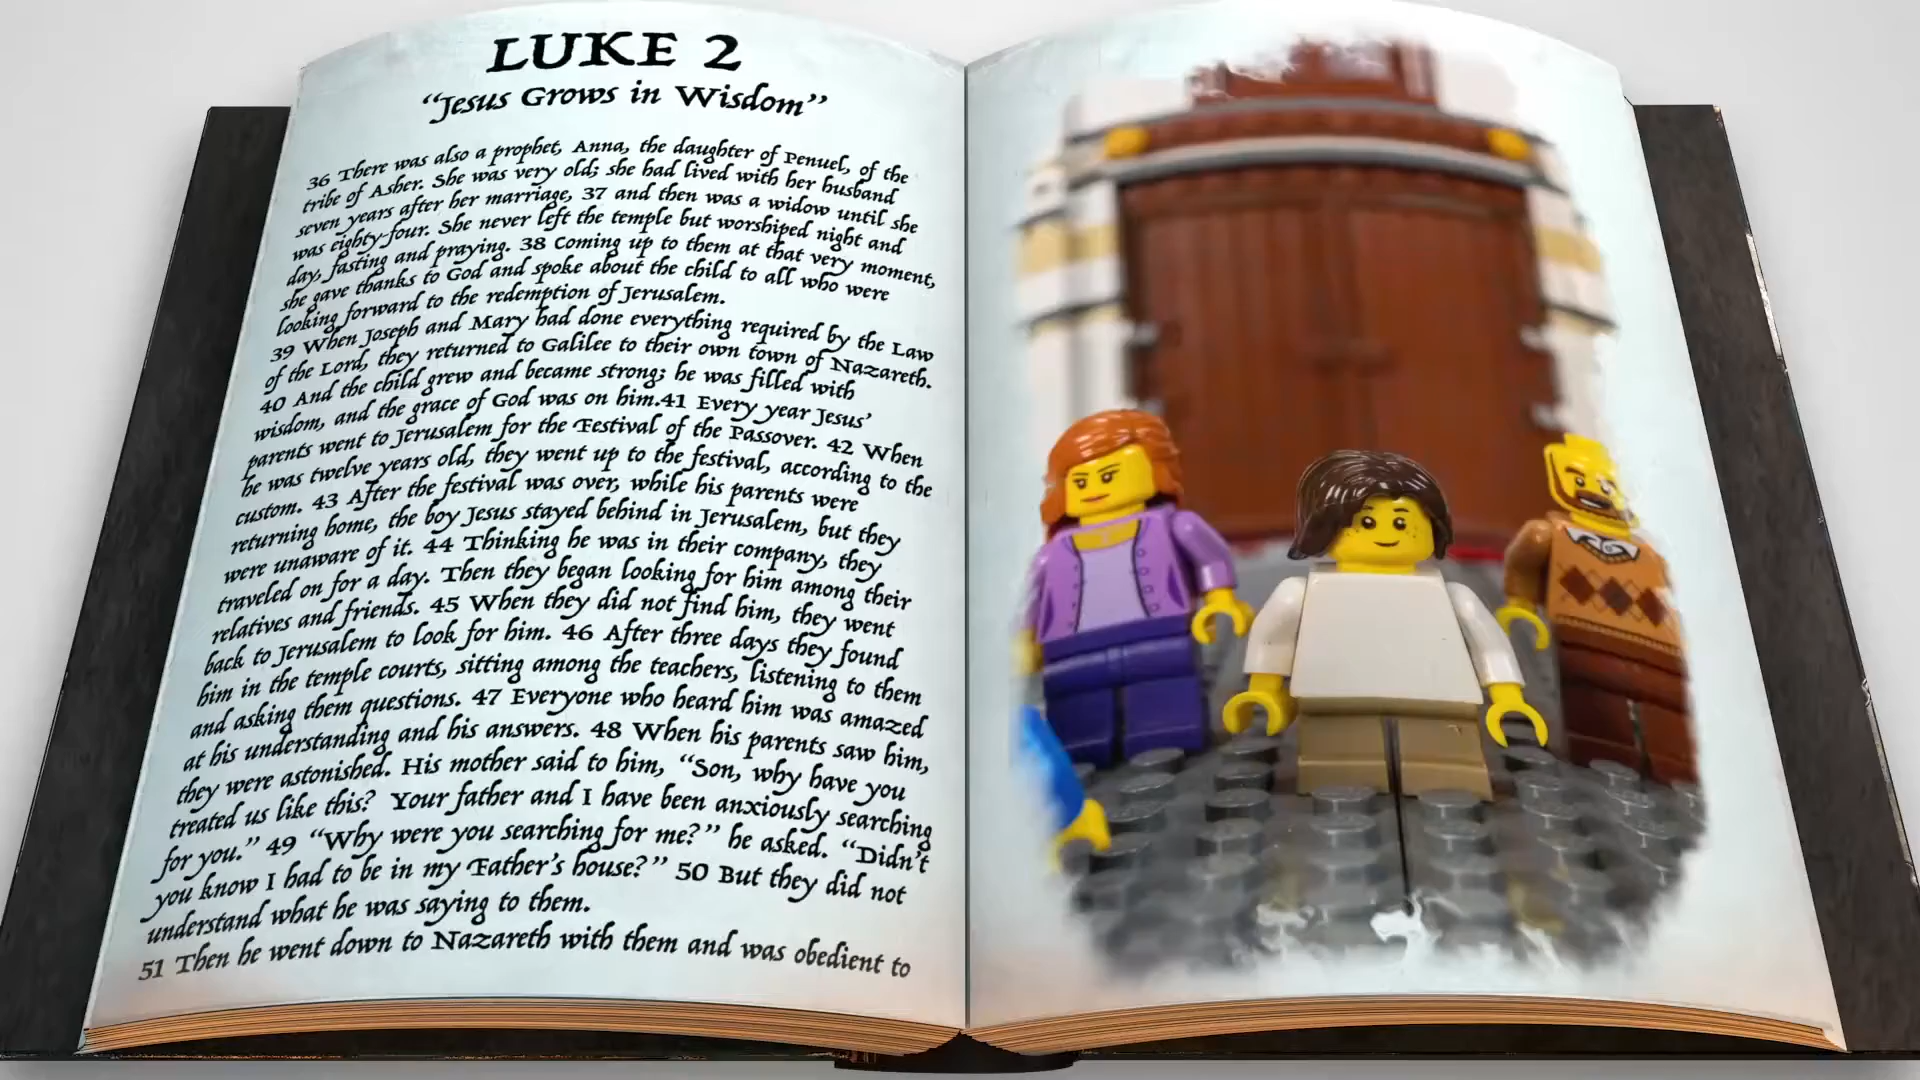 LUKE 2
“Jesus Grows in Wisdom”
36 There was also a prophet, Anna, the daughter of Penuel, of the
tribe of Asher. She was very old; she had lived with her husband
seven years after her marriage, 37 and then was a widow until she
was eighty-four. She never left the temple but worshiped night and
day, fasting and praying. 38 Coming up to them at that very moment,
she gave thanks to God and spoke about the child to all who were
looking forward to the redemption of Jerusalem.
39 When Joseph and Mary had done everything required by the Law
of the Lord, they returned to Galilee to their own town of Nazareth.
40 And the child grew and became strong; he was filled with
wisdom, and the grace of God was on him.41 Every year Jesus’
parents went to Jerusalem for the Festival of the Passover. 42 When
he was twelve years old, they went up to the festival, according to the
custom. 43 After the festival was over, while his parents were
returning home, the boy Jesus stayed behind in Jerusalem, but they
were unaware of it. 44 Thinking he was in their company, they
traveled on for a day. Then they began looking for him among their
relatives and friends. 45 When they did not find him, they went
back to Jerusalem to look for him. 46 After three days they found
him in the temple courts, sitting among the teachers, listening to them
and asking them questions. 47 Everyone who heard him was amazed
at his understanding and his answers. 48 When his parents saw him,
they were astonished. His mother said to him, “Son, why have you
treated us like this? Your father and I have been anxiously searching
for you.” 49 “Why were you searching for me?” he asked. “Didn’t
you know I had to be in my Father’s house?” 50 But they did not
understand what he was saying to them.
51 Then he went down to Nazareth with them and was obedient to